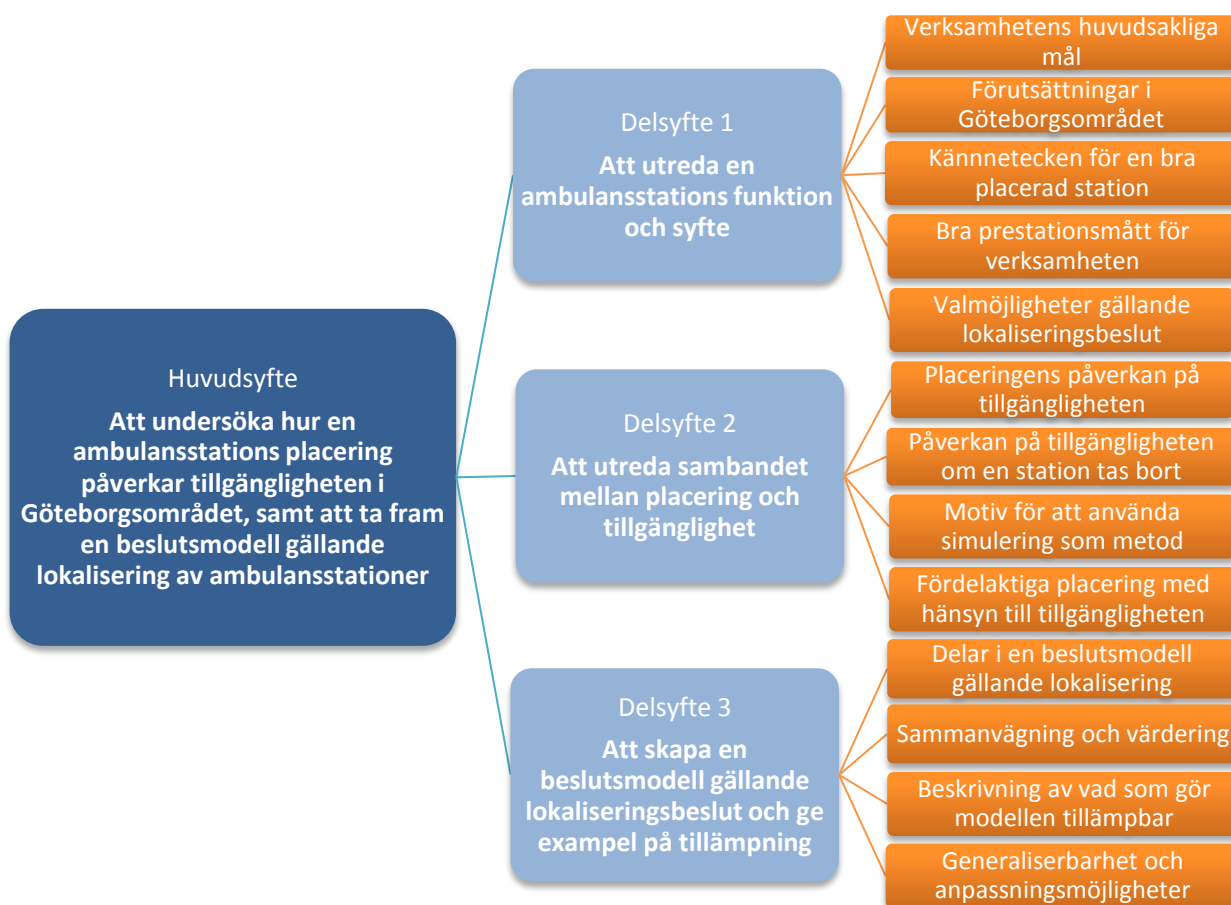 Huvudsyfte
Att undersöka hur en
ambulansstations placering
påverkar tillgängligheten i
Göteborgsområdet, samt att ta fram
en beslutsmodell gällande
lokalisering av ambulansstationer
Delsyfte 1
Att utreda en
ambulansstations funktion
och syfte
Verksamhetens huvudsakliga
mål
Förutsättningar i
Göteborgsområdet
Kännnetecken för en bra
placerad station
Bra prestationsmått för
verksamheten
Valmöjligheter gällande
lokaliseringsbeslut
Delsyfte 2
Att utreda sambandet
mellan placering och
tillgänglighet
Placeringens påverkan på
tillgängligheten
Påverkan på tillgängligheten
om en station tas bort
Motiv för att använda
simulering som metod
Fördelaktiga placering med
hänsyn till tillgängligheten
Delsyfte 3
Att skapa en
beslutsmodell gällande
lokaliseringsbeslut och ge
exampel på tillämpning
Delar i en beslutsmodell
gällande lokalisering
Sammanvägning och värdering
Beskrivning av vad som gör
modellen tillämpbar
Generaliserbarhet och
anpassningsmöjligheter